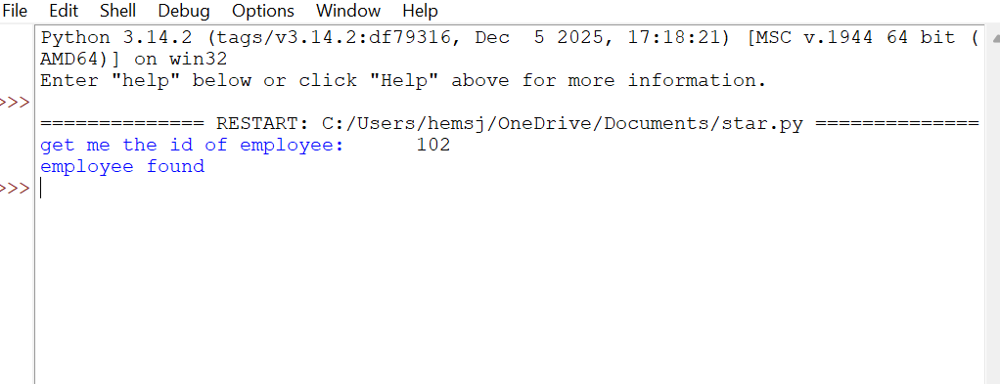 File Edit Shell Debug Options Window Help
Python 3.14.2 (tags/v3.14.2:df79316, Dec  5 2025, 17:18:21) [MSC v.1944 64 bit (
AMD64)] on win32
Enter "help" below or click "Help" above for more information.
>>>
============== RESTART: C:/Users/hemsj/OneDrive/Documents/star.py ==============
get me the id of employee:      102
employee found
>>>